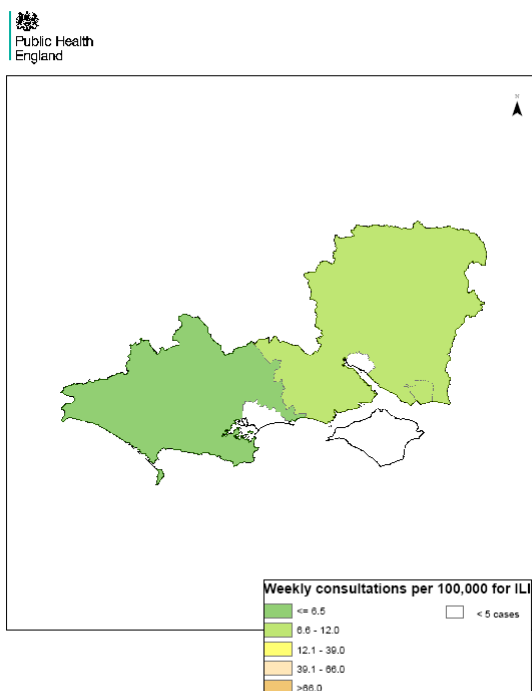 Public Health
England
N
Weekly consultations per 100,000 for ILI
<= 6.5
< 5 cases
6.6 - 12.0
12.1 - 39.0
39.1 - 66.0
>66.0